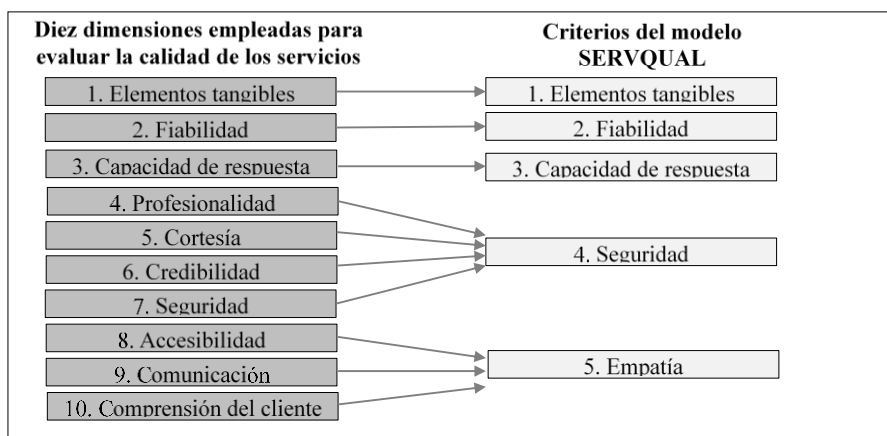 Diez dimensiones empleadas para
evaluar la calidad de los servicios
1. Elementos tangibles
2. Fiabilidad
3. Capacidad de respuesta
4. Profesionalidad
5. Cortesía
6. Credibilidad
7. Seguridad
8. Accesibilidad
9. Comunicación
10. Comprensión del cliente
Criterios del modelo
SERVQUAL
1. Elementos tangibles
2. Fiabilidad
3. Capacidad de respuesta
4. Seguridad
5. Empatía